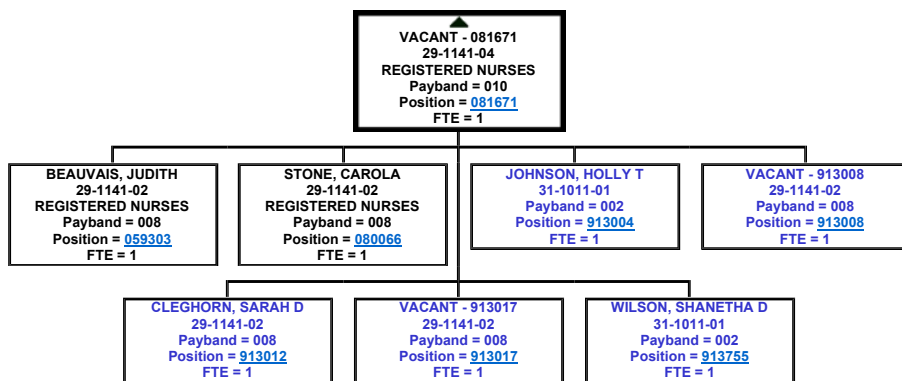 VACANT - 081671
29-1141-04
REGISTERED NURSES
Payband = 010
Position = 081671
FTE = 1
BEAUVAIS, JUDITH
29-1141-02
REGISTERED NURSES
Payband = 008
Position = 059303
FTE = 1
STONE, CAROLA
29-1141-02
REGISTERED NURSES
Payband = 008
Position = 080066
FTE = 1
JOHNSON, HOLLY T
31-1011-01
Payband = 002
Position = 913004
FTE = 1
VACANT - 913008
29-1141-02
Payband = 008
Position = 913008
FTE = 1
CLEGHORN, SARAH D
29-1141-02
Payband = 008
Position = 913012
FTE = 1
VACANT - 913017
29-1141-02
Payband = 008
Position = 913017
FTE = 1
WILSON, SHANETHA D
31-1011-01
Payband = 002
Position = 913755
FTE = 1